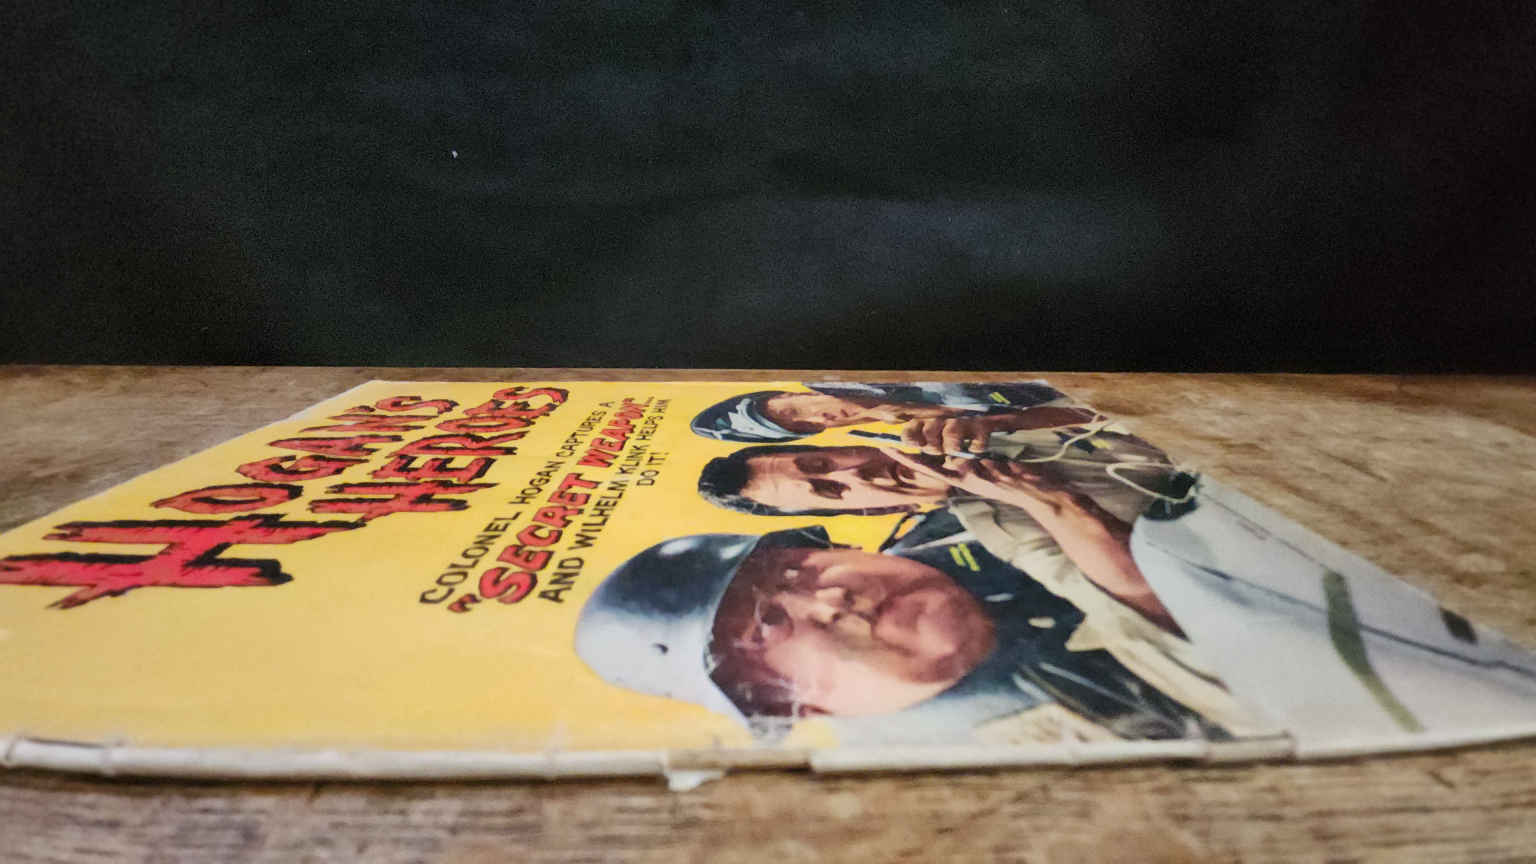 HOGAN'S
HEROES
COLONEL HOGAN CAPTURES A
"SECRET WEAPON"...
AND WILHELM KLINK HELPS HIM
DO IT!